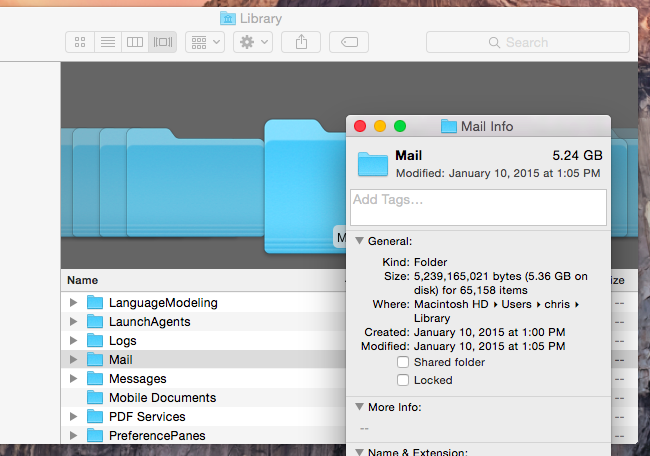 Library
Search
Mail Info
Mail 5.24 GB
Modified: January 10, 2015 at 1:05 PM
Add Tags…
General:
Kind: Folder
Size: 5,239,165,021 bytes (5.36 GB on
disk) for 65,158 items
Where: Macintosh HD ▸ Users ▸ chris ▸
Library
Created: January 10, 2015 at 1:00 PM
Modified: January 10, 2015 at 1:05 PM
Shared folder
Locked
More Info:
--
Name & Extension:
M
Name
LanguageModeling --
LaunchAgents --
Logs --
Mail --
Messages --
Mobile Documents --
PDF Services --
PreferencePanes --